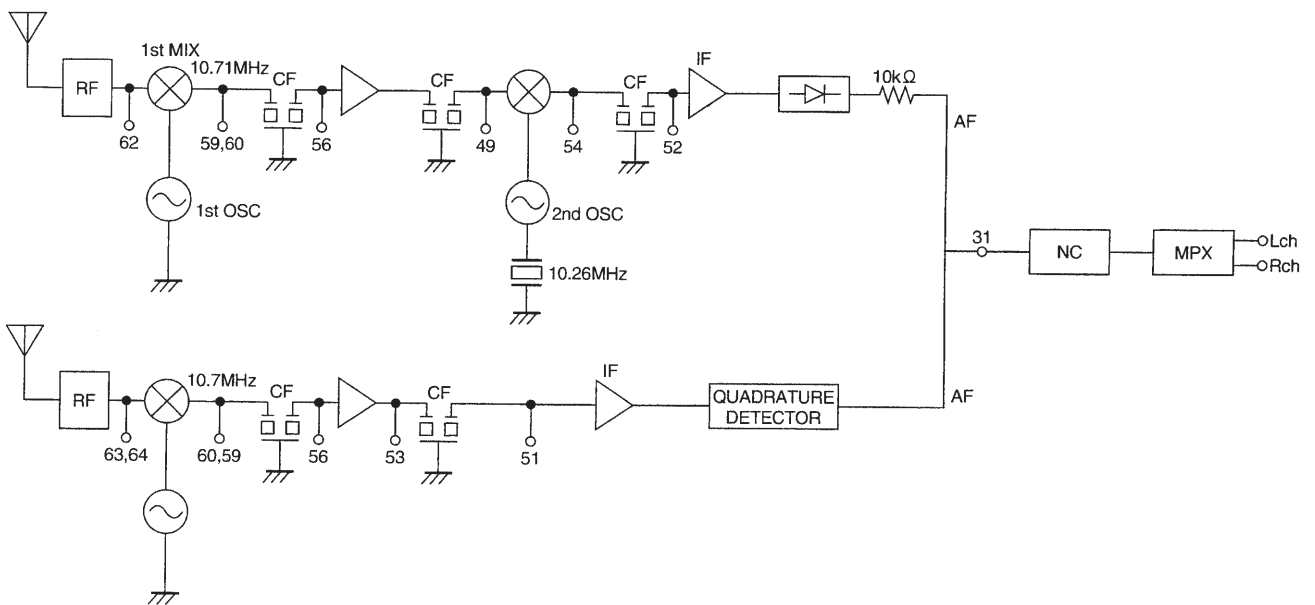 1st MIX
RF
10.71MHz
CF
CF
CF
IF
10kΩ
62
59,60
56
49
54
52
AF
1st OSC
2nd OSC
10.26MHz
31
NC
MPX
Lch
Rch
RF
10.7MHz
CF
CF
IF
QUADRATURE
DETECTOR
AF
63,64
60,59
56
53
51